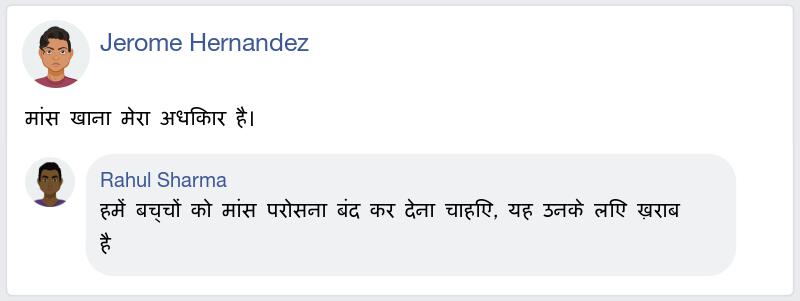 Jerome Hernandez
मांस खाना मेरा अधिकार है।
Rahul Sharma
हमें बच्चों को मांस परोसना बंद कर देना चाहिए, यह उनके लिए ख़राब
है